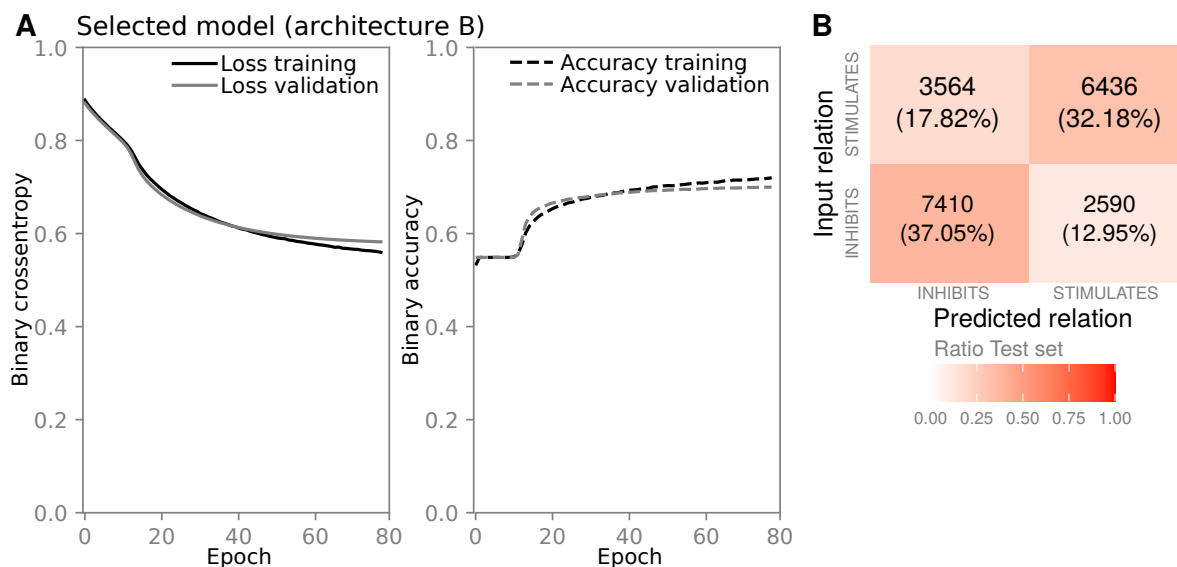 A
Selected model (architecture B)
1.0
0.8
0.6
0.4
0.2
0.0
Binary crossentropy
Loss training
Loss validation
0
20
40
60
80
Epoch
1.0
0.8
0.6
0.4
0.2
0.0
Binary accuracy
Accuracy training
Accuracy validation
0
20
40
60
80
Epoch
B
Input relation
STIMULATES
INHIBITS
3564
(17.82%)
6436
(32.18%)
7410
(37.05%)
2590
(12.95%)
INHIBITS
STIMULATES
Predicted relation
Ratio Test set
0.00
0.25
0.50
0.75
1.00